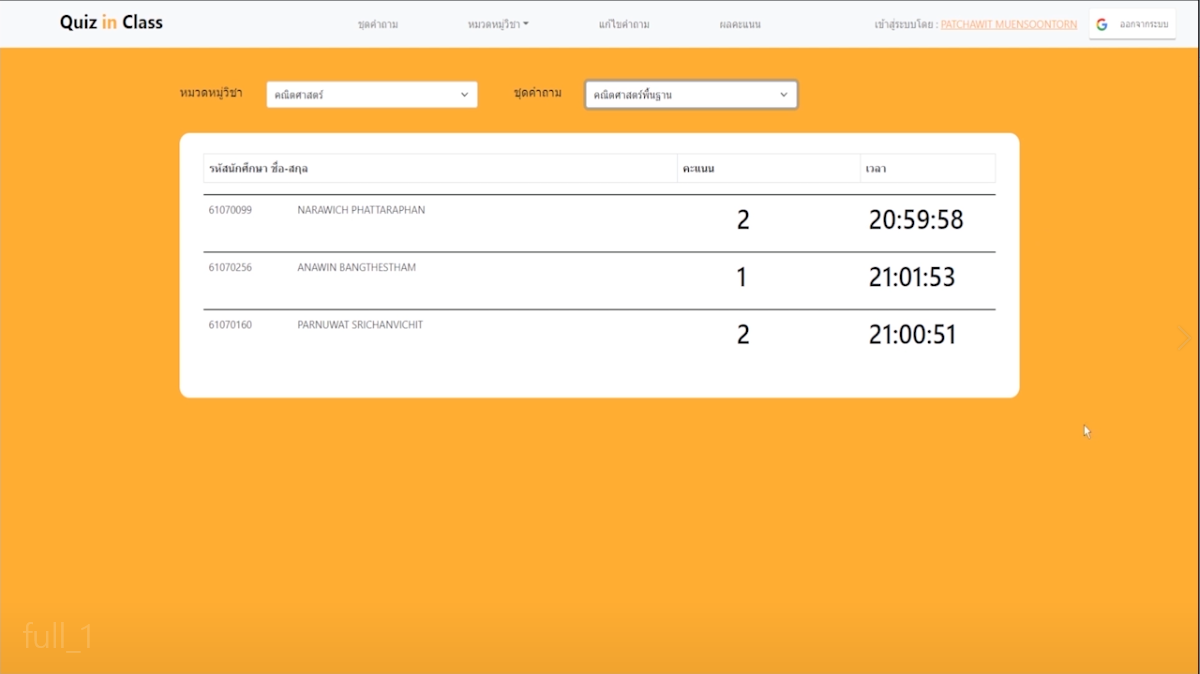 Quiz in Class ชุดคำถาม หมวดหมู่วิชา แก้ไขคำถาม ผลคะแนน เข้าสู่ระบบโดย : PATCHAWIT MUENSOONTORN ออกจากระบบ
หมวดหมู่วิชา คณิตศาสตร์ ชุดคำถาม คณิตศาสตร์พื้นฐาน
รหัสนักศึกษา ชื่อ-สกุล คะแนน เวลา
61070099 NARAWICH PHATTARAPHAN 2 20:59:58
61070256 ANAWIN BANGTHESTHAM 1 21:01:53
61070160 PARNUWAT SRICHANVICHIT 2 21:00:51
full_1